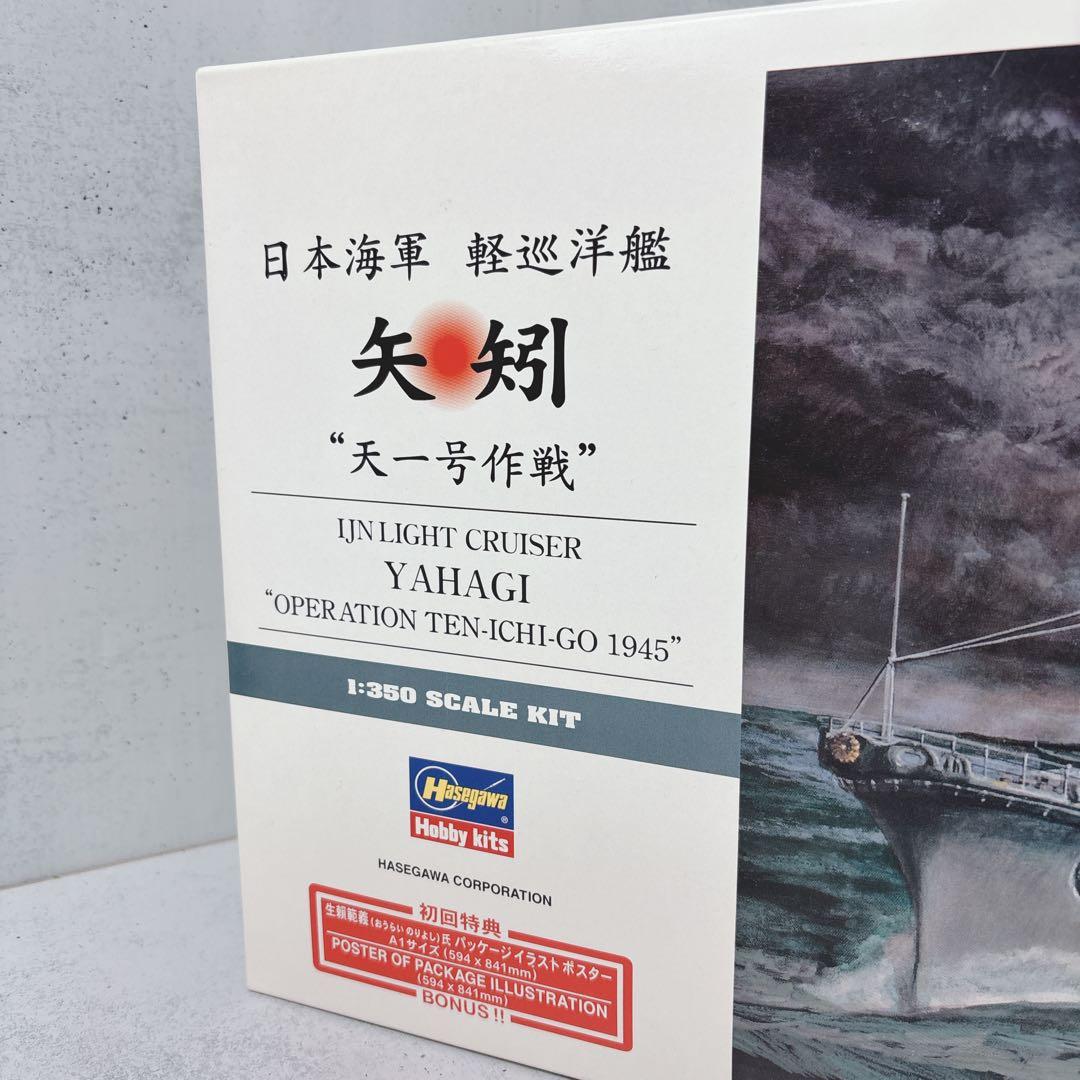 日本海軍 軽巡洋艦
矢矧
“天一号作戦”
IJN LIGHT CRUISER
YAHAGI
“OPERATION TEN-ICHI-GO 1945”
1:350 SCALE KIT
Hasegawa®
Hobby kits
HASEGAWA CORPORATION
初回特典
生頼範義(おうらい のりよし)氏 パッケージイラストポスター
A1サイズ(594 x 841mm)
POSTER OF PACKAGE ILLUSTRATION
(594 x 841mm)
BONUS!!